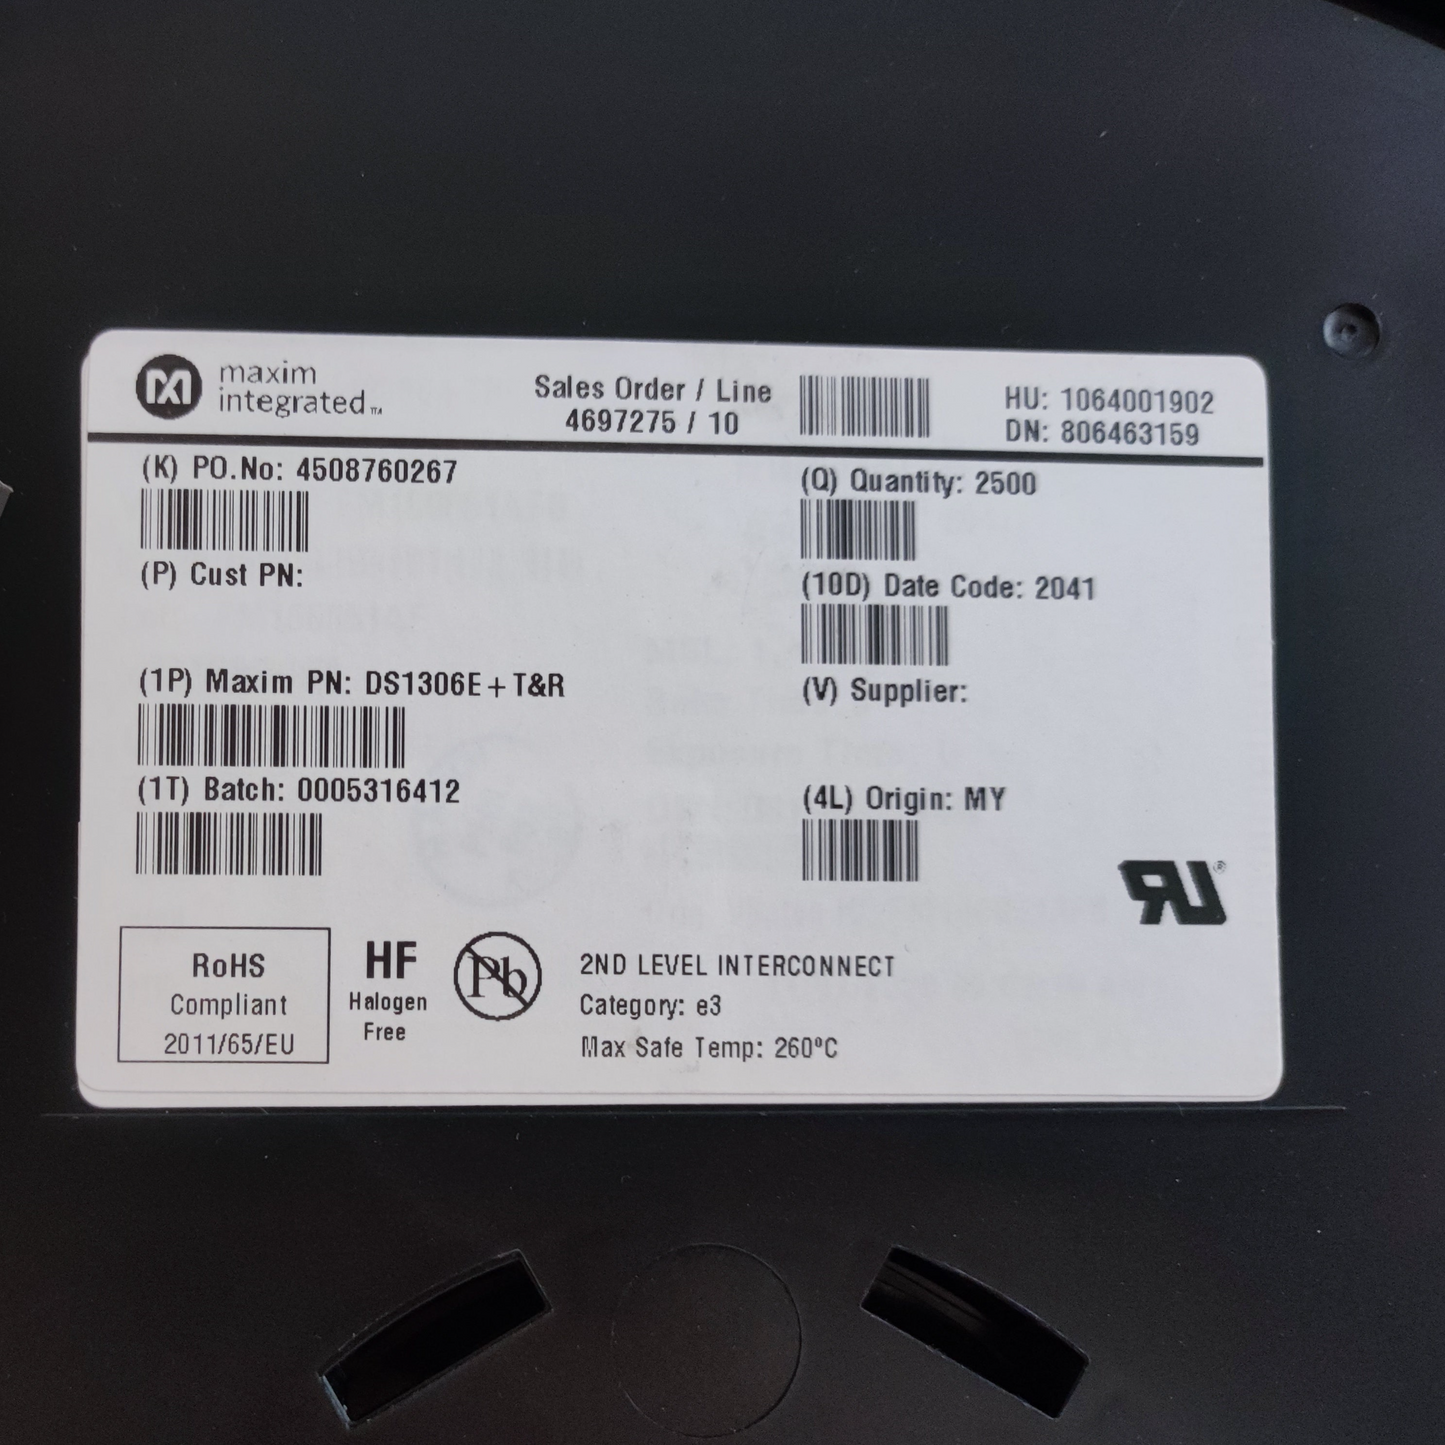 maxim
integrated™
Sales Order / Line
4697275 / 10
HU: 1064001902
DN: 806463159
(K) PO.No: 4508760267
(P) Cust PN:
(1P) Maxim PN: DS1306E+T&R
(1T) Batch: 0005316412
(Q) Quantity: 2500
(10D) Date Code: 2041
(V) Supplier:
(4L) Origin: MY
RoHS
Compliant
2011/65/EU
HF
Halogen
Free
Pb
2ND LEVEL INTERCONNECT
Category: e3
Max Safe Temp: 260ºC